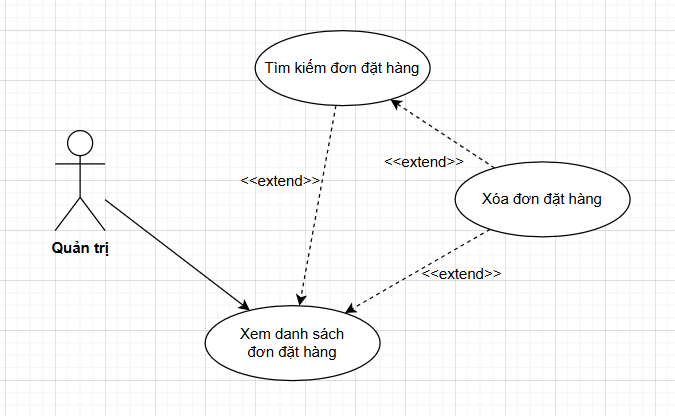 Tìm kiếm đơn đặt hàng
<<extend>>
<<extend>>
Xóa đơn đặt hàng
Quản trị
<<extend>>
Xem danh sách
đơn đặt hàng